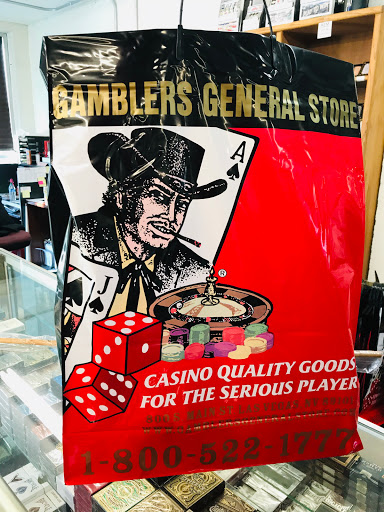 GAMBLERS GENERAL STORE
A
J
®
CASINO QUALITY GOODS
FOR THE SERIOUS PLAYER
1-800-522-1777